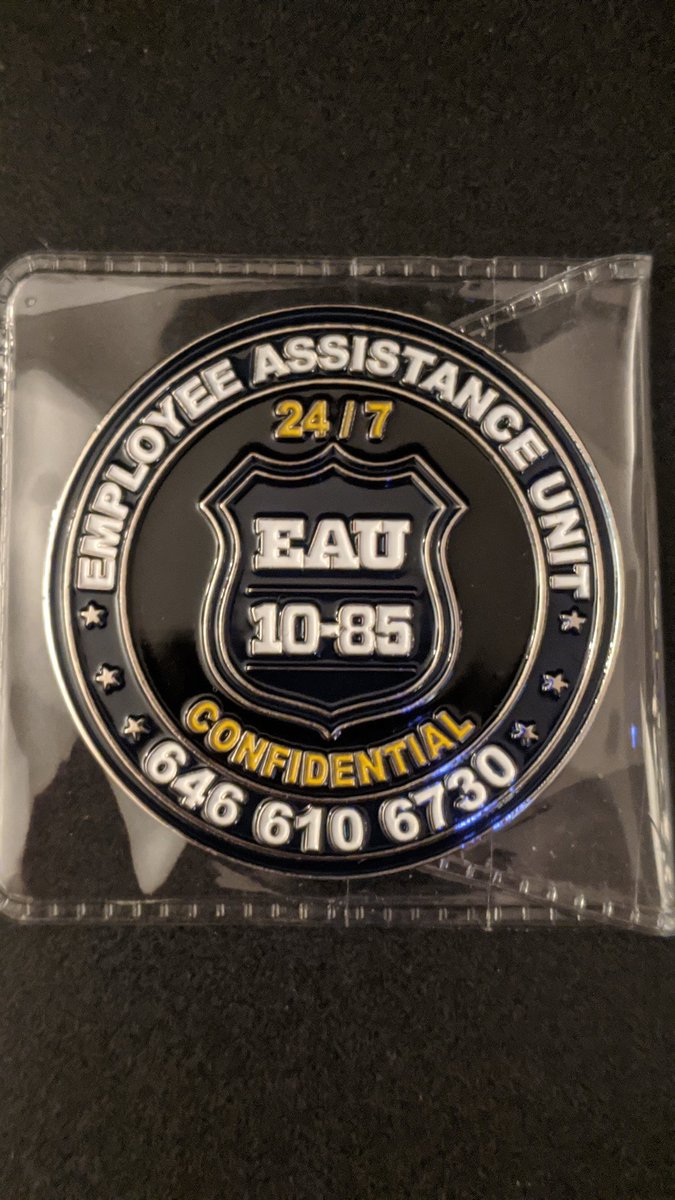 EMPLOYEE ASSISTANCE UNIT
24/7
EAU
10-85
CONFIDENTIAL
646 610 6730